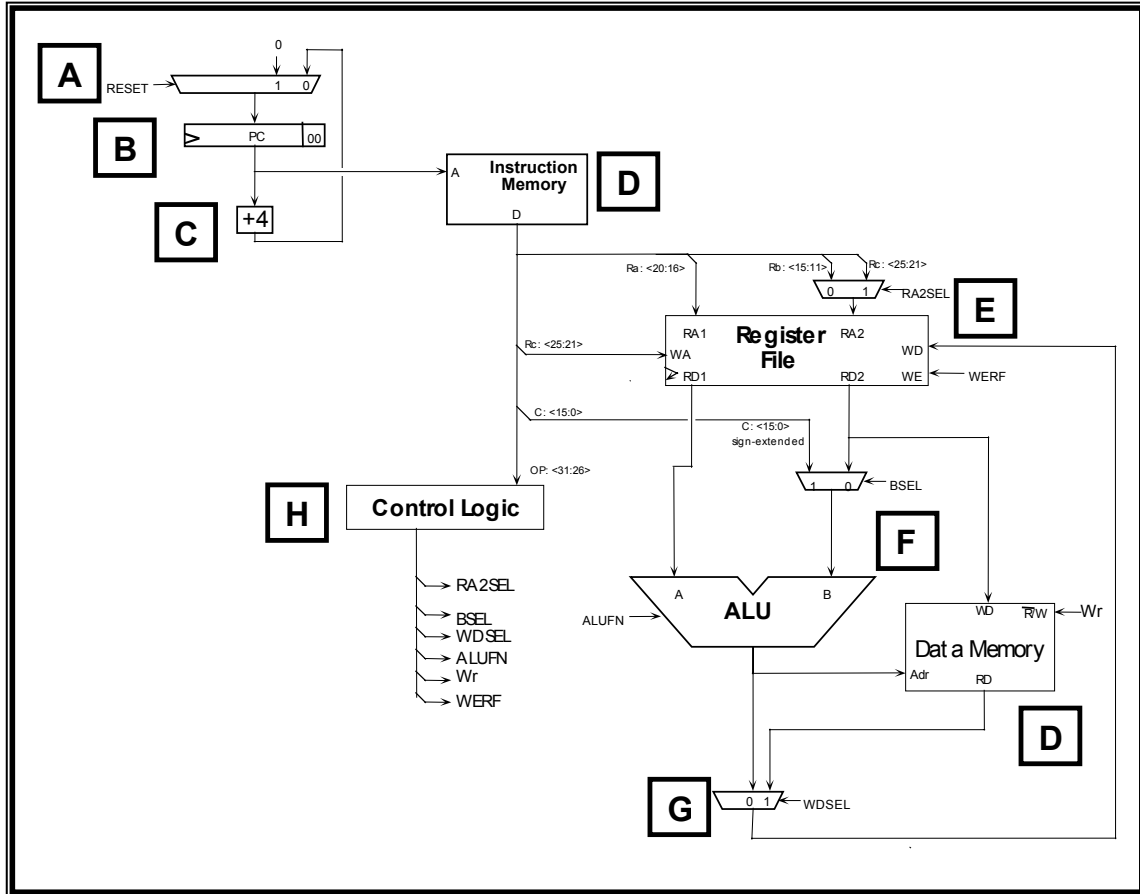 0
A
RESET
1 0
B
PC
00
A
Instruction
Memory
D
D
C
+4
Ra: <20:16>
Rb: <15:11>
Rc: <25:21>
0 1
RA2SEL
E
RA1
Register
File
RA2
WD
Rc: <25:21>
WA
RD1
RD2
WE
WERF
C: <15:0>
C: <15:0>
sign-extended
OP: <31:26>
1 0
BSEL
H
Control Logic
F
RA2SEL
BSEL
WDSEL
ALUFN
Wr
WERF
A
B
ALU
ALUFN
WD
R/W
Wr
Data Memory
Adr
RD
D
G
0 1
WDSEL